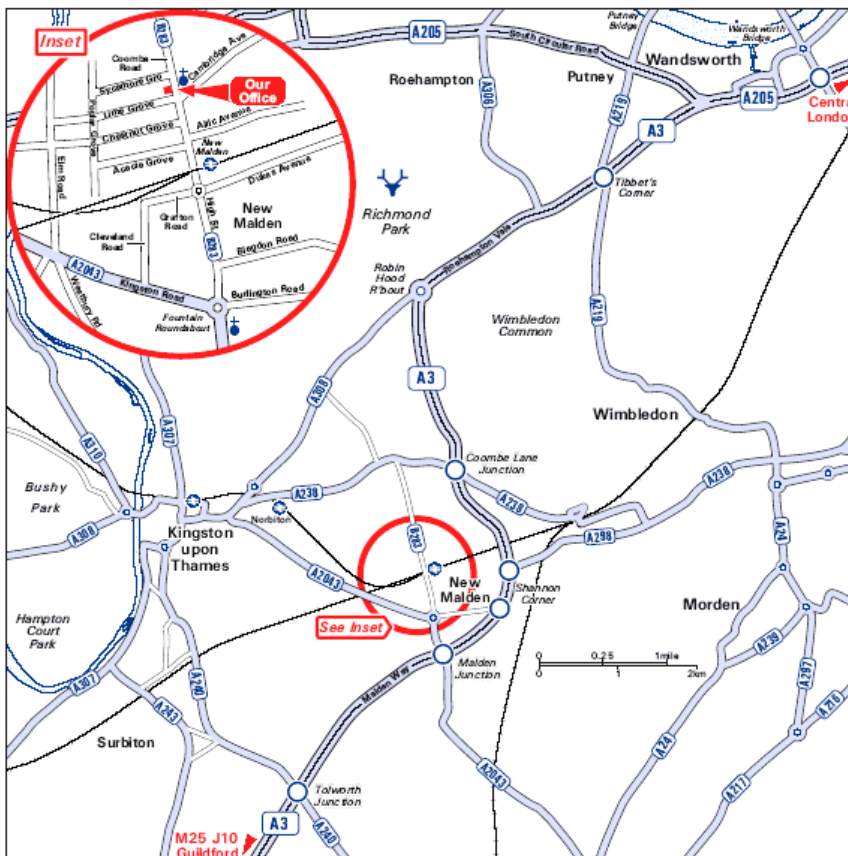 Inset
B283
Coombe
Road
Cambridge Ave
Sycamore Gro
Our
Office
Lime Grove
Poplar Grove
Chestnut Grove
Attic Avenue
New
Malden
Acacia Grove
Elm Road
Dukes Avenue
Grafton
Road
High St.
New
Malden
Cleveland
Road
B283
Blagdon Road
A2043
Kingston Road
Burlington Road
Westbury Rd
Fountain
Roundabout
A205
South Circular Road
Putney
Bridge
Wandsworth
Bridge
Wandsworth
Roehampton
Putney
A306
A219
A205
A3
Central
London
Tibbet's
Corner
Richmond
Park
Roehampton Vale
Robin
Hood
R'bout
Wimbledon
Common
A219
A3
A308
A307
A310
Wimbledon
Coombe Lane
Junction
Bushy
Park
A238
A238
A238
Norbiton
A308
Kingston
upon
Thames
B283
A298
A24
A2043
New
Malden
Shannon
Corner
Morden
See Inset
Hampton
Court
Park
Malden
Junction
0 0.25 1mile
0 1 2km
A239
A297
A307
A240
A243
Malden Way
A216
Surbiton
A24
A2043
A217
Tolworth
Junction
A3
A240
M25 J10
Guildford